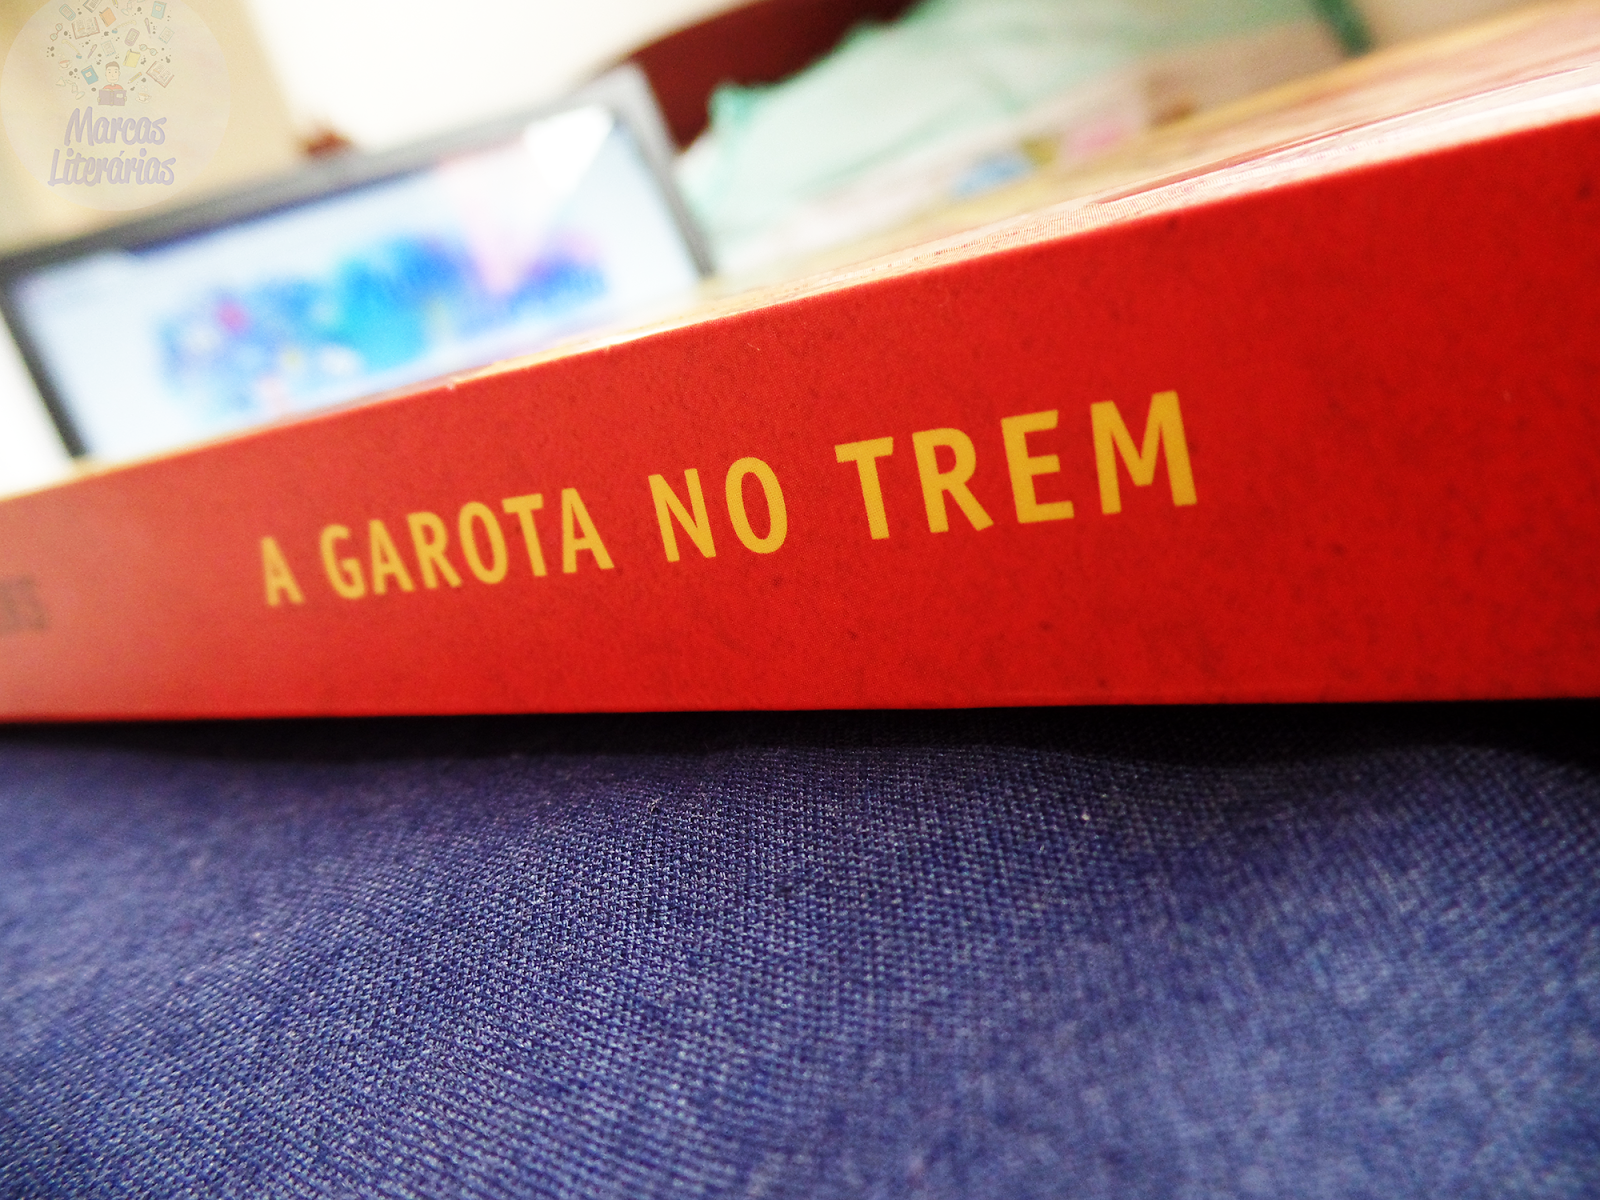 Marcas
Literárias
A GAROTA NO TREM